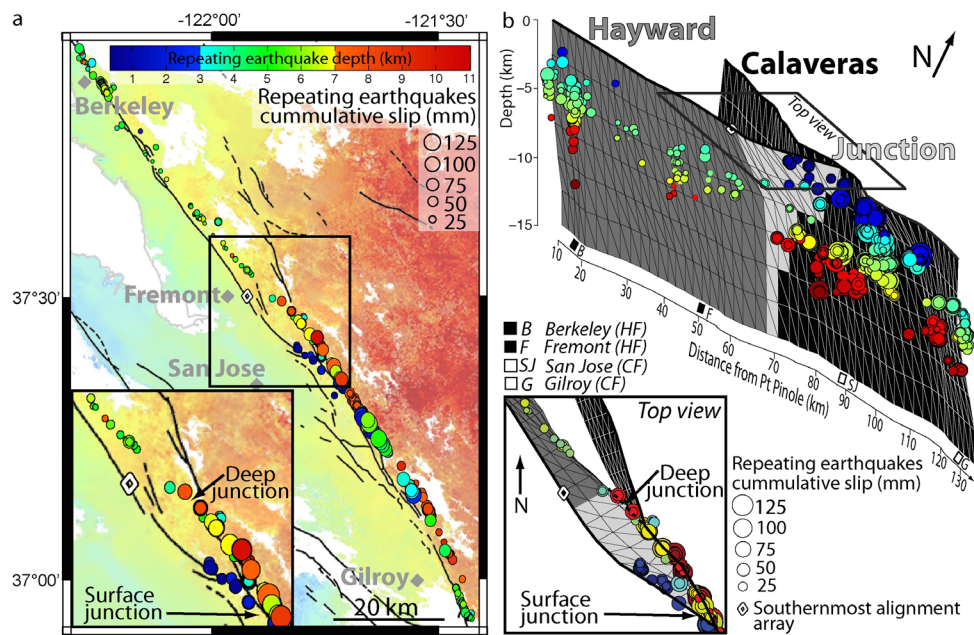 a
-122°00'
-121°30'
Repeating earthquake depth (km)
1 2 3 4 5 6 7 8 9 10 11
Berkeley
Repeating earthquakes
cummulative slip (mm)
125
100
75
50
25
37°30'
Fremont
San Jose
Deep
junction
37°00'
Gilroy
Surface
junction
20 km
b
Depth (km)
0
-5
-10
-15
Hayward
Calaveras
N
Top view
Junction
B
F
SJ
G
10 20 30 40 50 60 70 80 90 100 110 120 130
Distance from Pt Pinole (km)
B Berkeley (HF)
F Fremont (HF)
SJ San Jose (CF)
G Gilroy (CF)
Top view
N
Deep
junction
Surface
junction
Repeating earthquakes
cummulative slip (mm)
125
100
75
50
25
Southernmost alignment
array